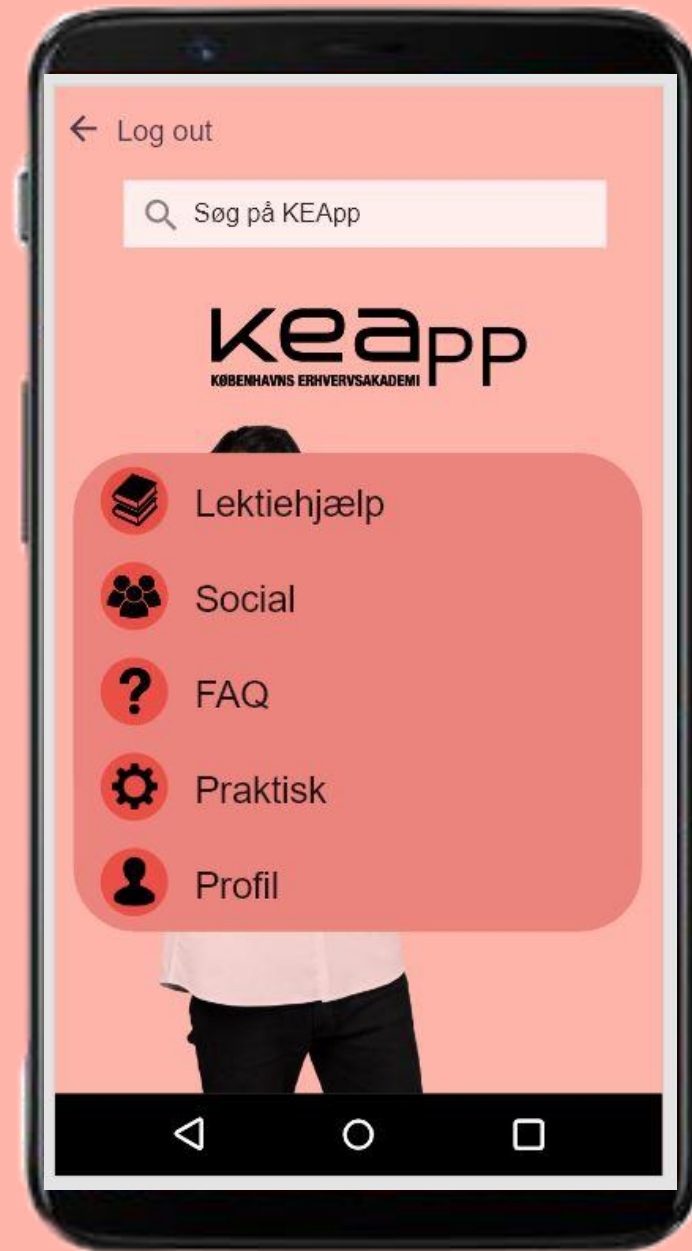 Log out
Søg på KEApp
keapp
KØBENHAVNS ERHVERVSAKADEMI
Lektiehjælp
Social
FAQ
Praktisk
Profil